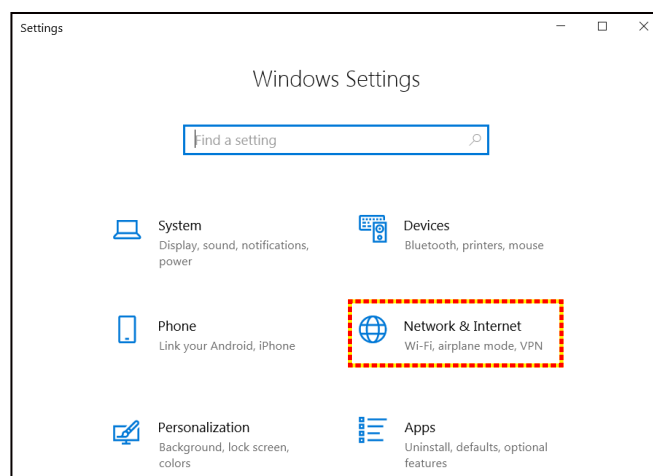 Settings
Windows Settings
Find a setting
System
Display, sound, notifications,
power
Devices
Bluetooth, printers, mouse
Phone
Link your Android, iPhone
Network & Internet
Wi-Fi, airplane mode, VPN
Personalization
Background, lock screen,
colors
Apps
Uninstall, defaults, optional
features